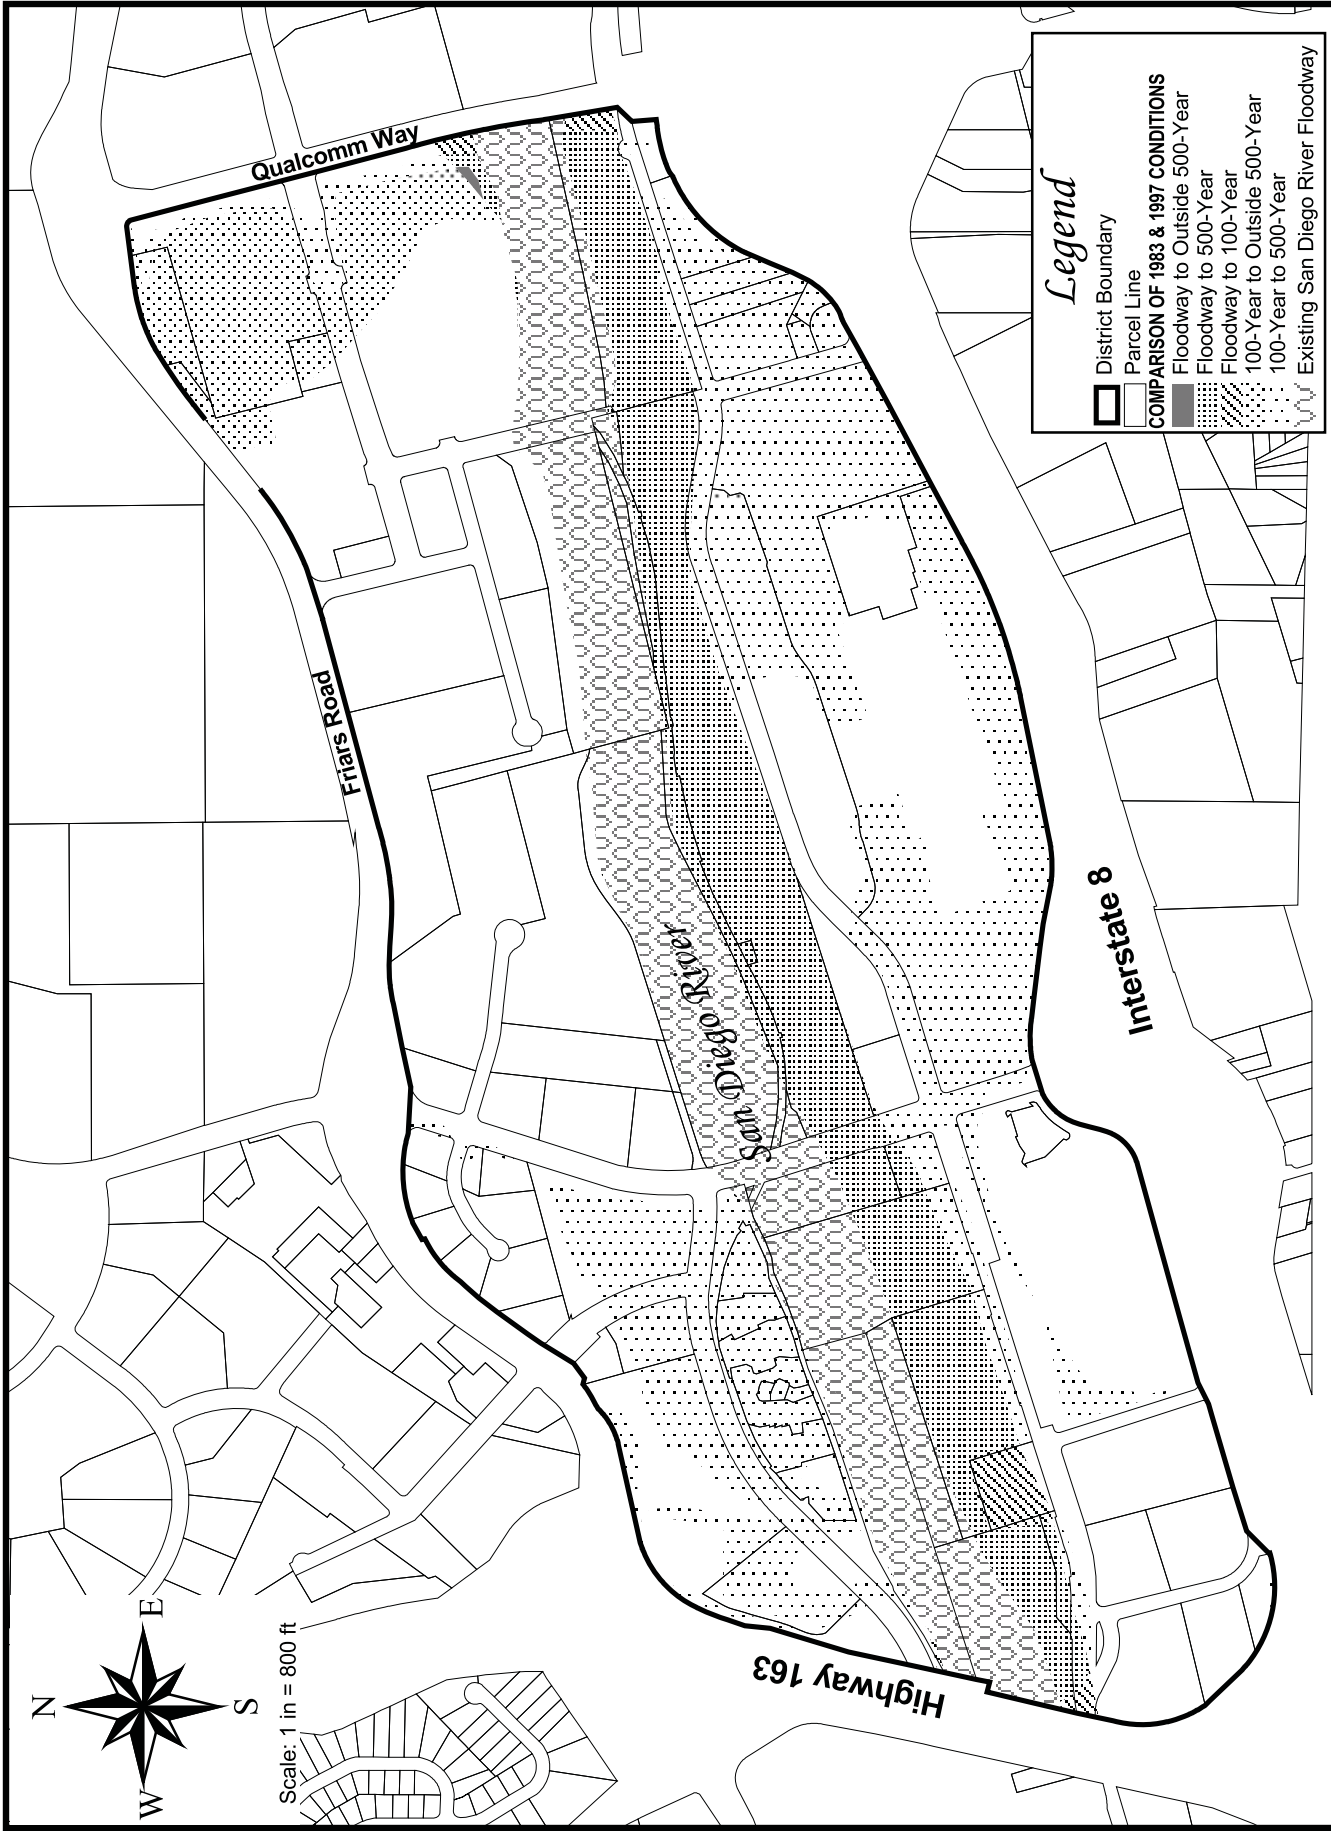 N
W
E
S
Scale: 1 in = 800 ft
Qualcomm Way
Friars Road
San Diego River
Interstate 8
Highway 163
Legend
District Boundary
Parcel Line
COMPARISON OF 1983 & 1997 CONDITIONS
Floodway to Outside 500-Year
Floodway to 500-Year
Floodway to 100-Year
100-Year to Outside 500-Year
100-Year to 500-Year
Existing San Diego River Floodway